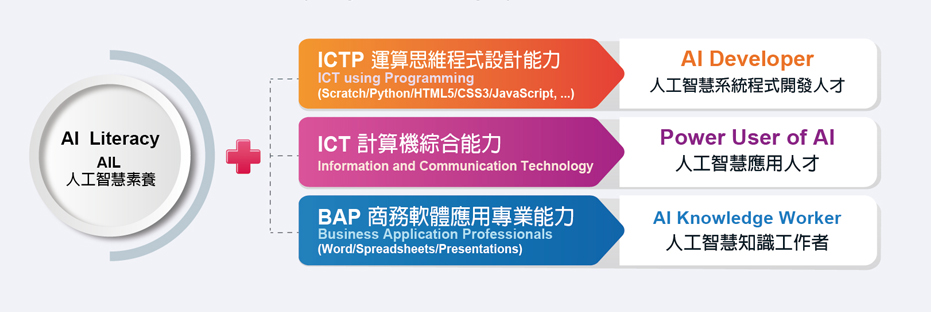 AI Literacy
AIL
人工智慧素養
ICTP 運算思維程式設計能力
ICT using Programming
(Scratch/Python/HTML5/CSS3/JavaScript, ...)
AI Developer
人工智慧系統程式開發人才
ICT 計算機綜合能力
Information and Communication Technology
Power User of AI
人工智慧應用人才
BAP 商務軟體應用專業能力
Business Application Professionals
(Word/Spreadsheets/Presentations)
AI Knowledge Worker
人工智慧知識工作者